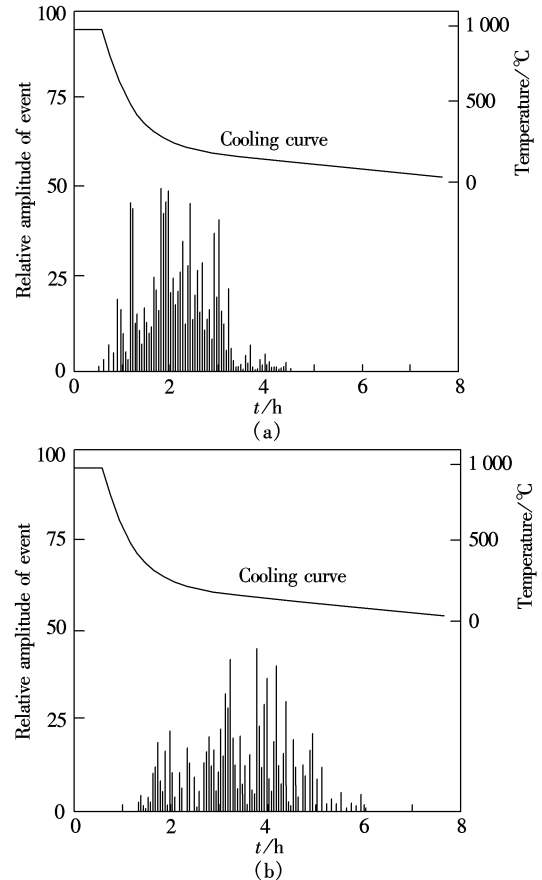 100
75
50
25
0
Relative amplitude of event
1 000
500
0
Temperature/℃
Cooling curve
0 2 4 6 8
t/h
(a)
100
75
50
25
0
Relative amplitude of event
1 000
500
0
Temperature/℃
Cooling curve
0 2 4 6 8
t/h
(b)